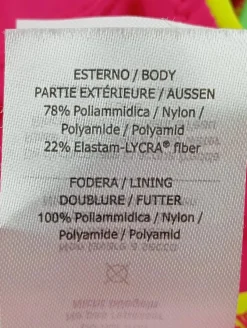 ESTERNO / BODY
PARTIE EXTÉRIEURE / AUSSEN
78% Poliammidica / Nylon /
Polyamide / Polyamid
22% Elastam-LYCRA® fiber
FODERA / LINING
DOUBLURE / FUTTER
100% Poliammidica / Nylon /
Polyamide / Polyamid